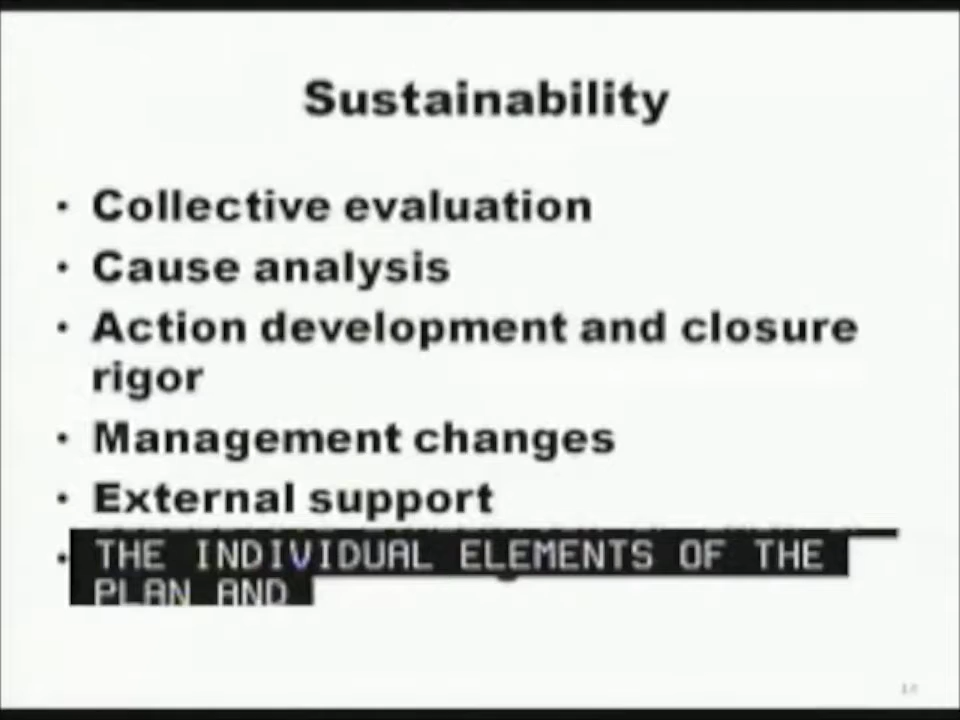 Sustainability
• Collective evaluation
• Cause analysis
• Action development and closure
rigor
• Management changes
• External support
THE INDIVIDUAL ELEMENTS OF THE
PLAN AND